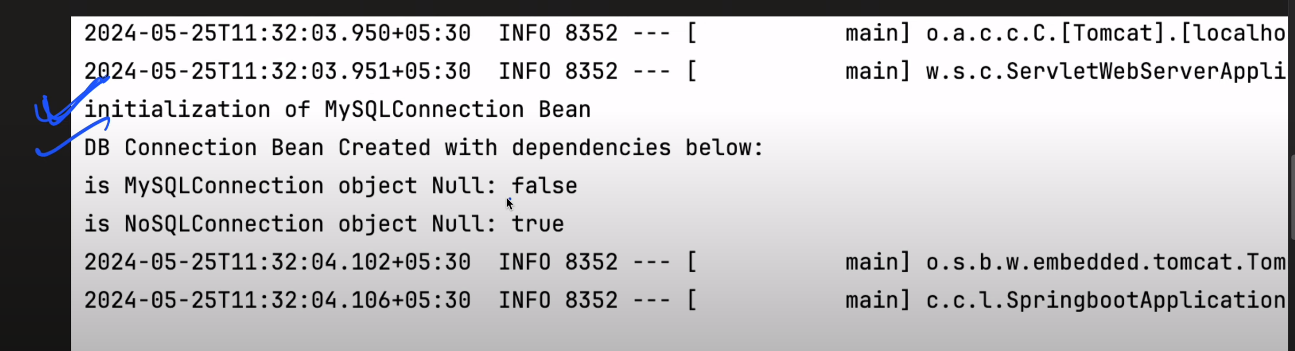 2024-05-25T11:32:03.950+05:30  INFO 8352 --- [           main] o.a.c.c.C.[Tomcat].[localho
2024-05-25T11:32:03.951+05:30  INFO 8352 --- [           main] w.s.c.ServletWebServerAppli
initialization of MySQLConnection Bean
DB Connection Bean Created with dependencies below:
is MySQLConnection object Null: false
is NoSQLConnection object Null: true
2024-05-25T11:32:04.102+05:30  INFO 8352 --- [           main] o.s.b.w.embedded.tomcat.Tom
2024-05-25T11:32:04.106+05:30  INFO 8352 --- [           main] c.c.l.SpringbootApplication